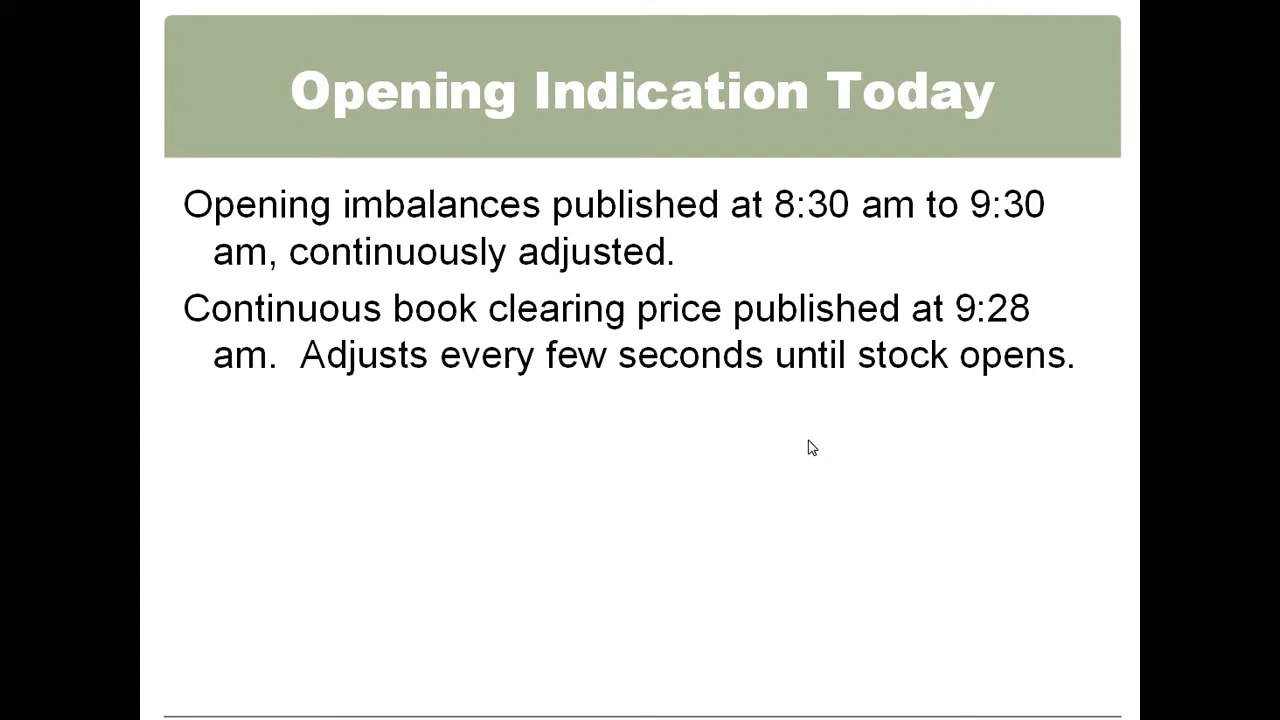 Opening Indication Today
Opening imbalances published at 8:30 am to 9:30
am, continuously adjusted.
Continuous book clearing price published at 9:28
am.  Adjusts every few seconds until stock opens.